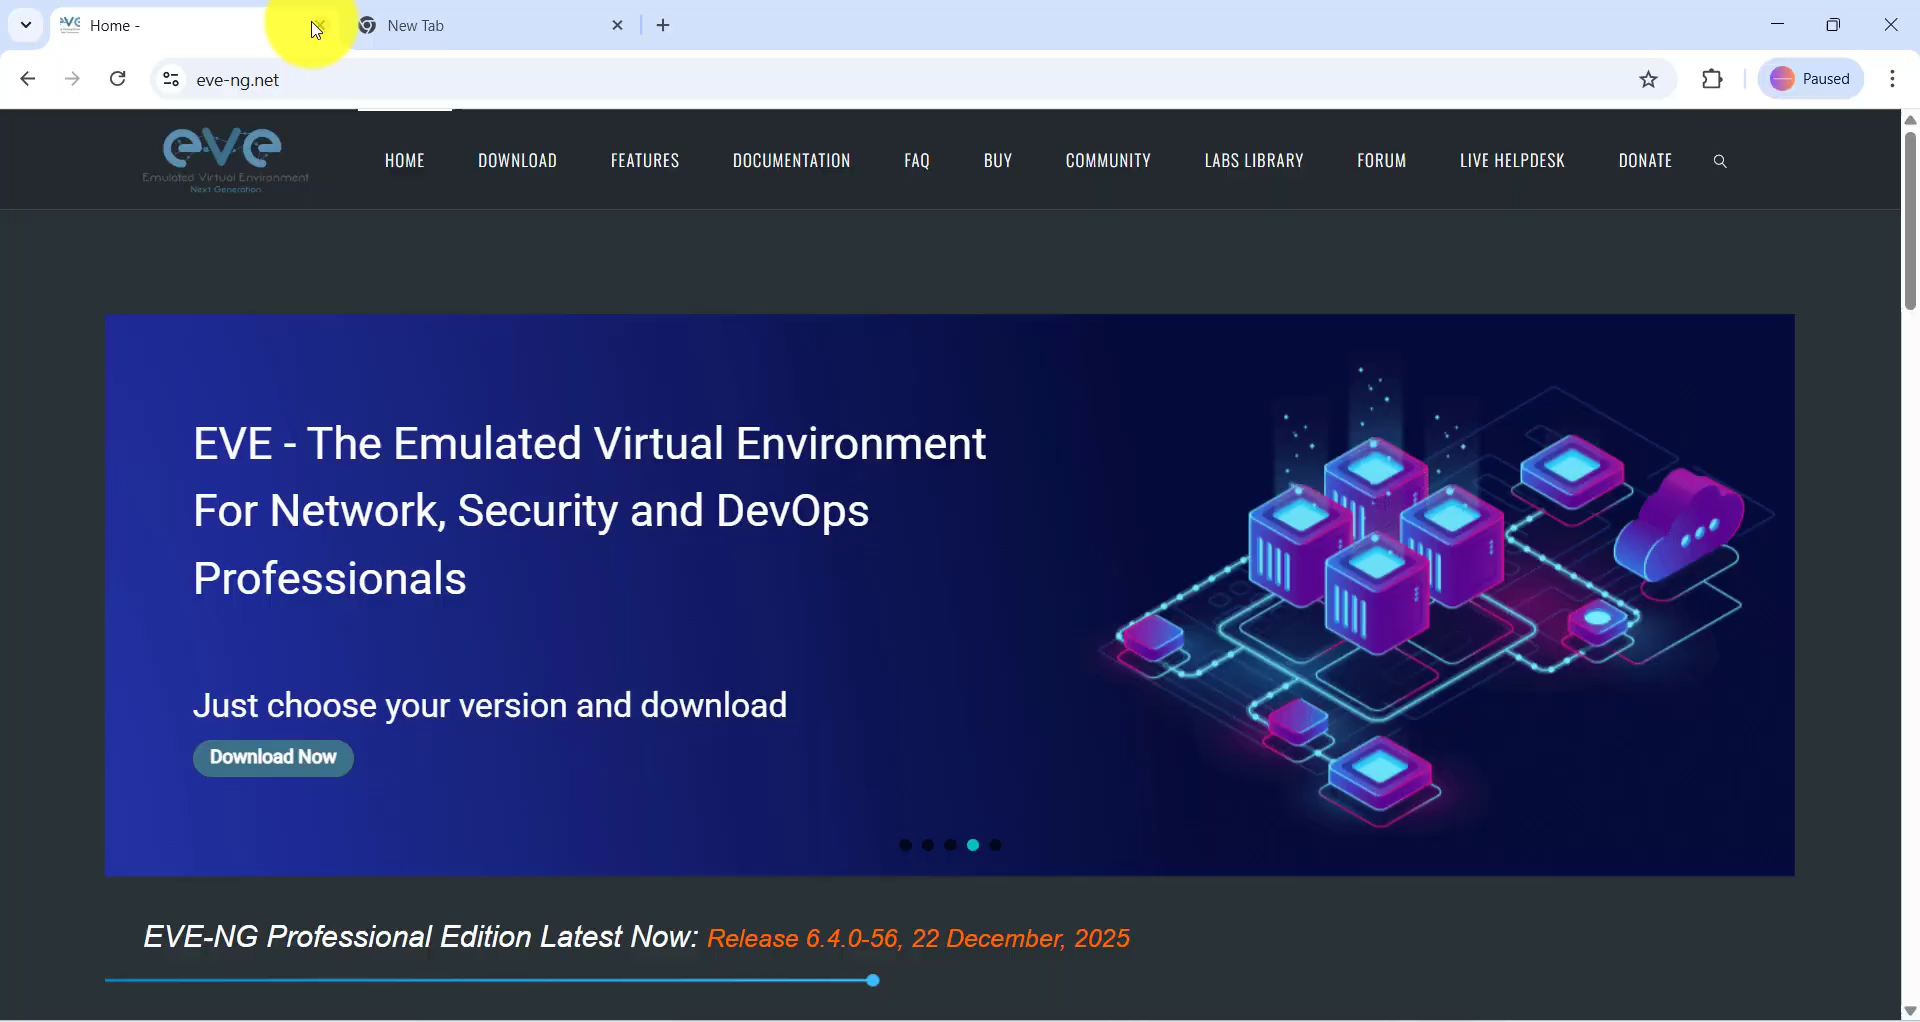 Home -
New Tab
eve-ng.net
Paused
eve
Emulated Virtual Environment
Next Generation
HOME
DOWNLOAD
FEATURES
DOCUMENTATION
FAQ
BUY
COMMUNITY
LABS LIBRARY
FORUM
LIVE HELPDESK
DONATE
EVE - The Emulated Virtual Environment
For Network, Security and DevOps
Professionals
Just choose your version and download
Download Now
EVE-NG Professional Edition Latest Now: Release 6.4.0-56, 22 December, 2025